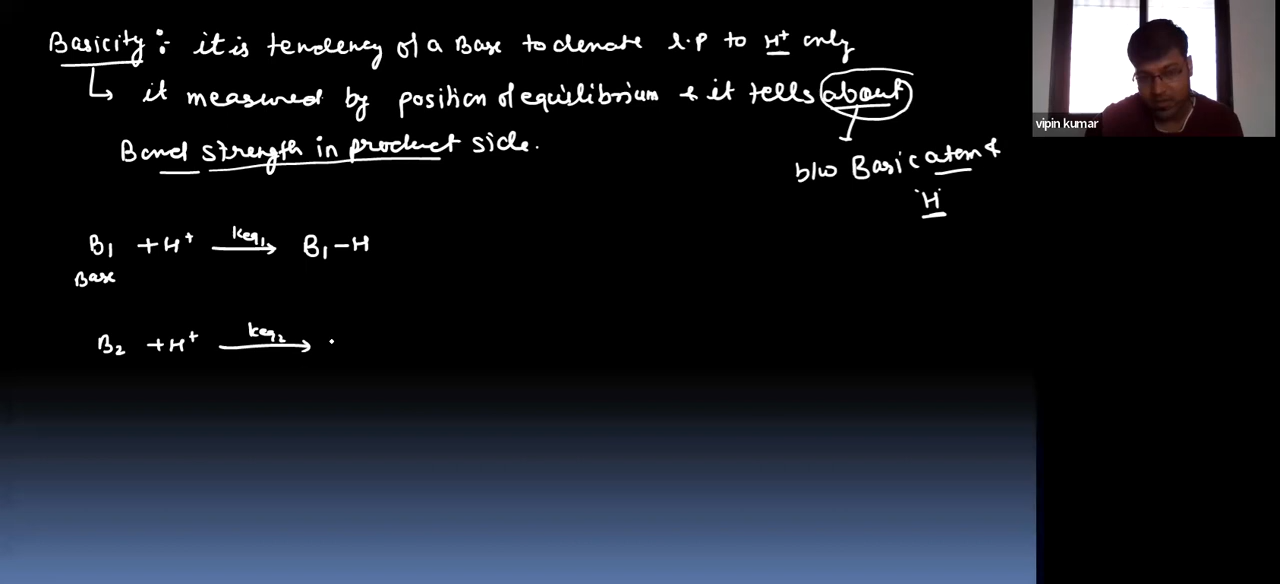 Basicity : it is tendency of a Base to donate l.p to H⁺ only
it measured by position of equislibrium & it tells about
Bond strength in product side.
b/w Basic atom &
'H'
B₁ + H⁺ keq₁ → B₁-H
Base
B₂ + H⁺ keq₂ →
vipin kumar